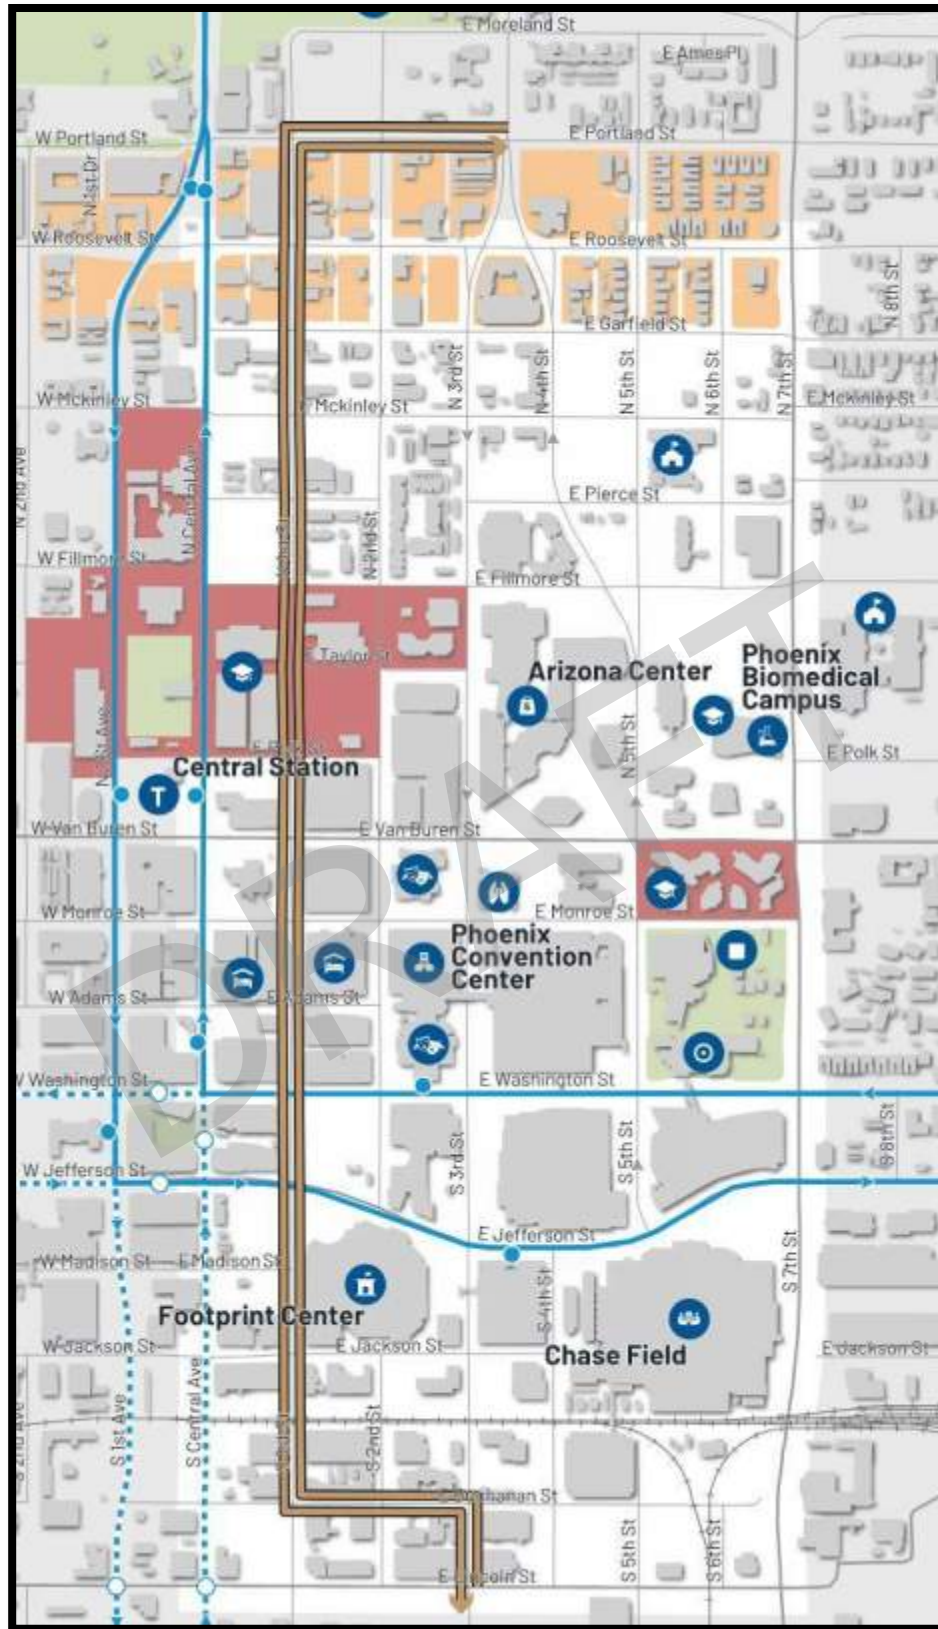 E Moreland St
E Ames Pl
W Portland St
E Portland St
N 1st Dr
W Roosevelt St
E Roosevelt St
N 8th St
E Garfield St
N 3rd St
N 4th St
N 5th St
N 6th St
N 7th St
W Mckinley St
Mckinley St
E Mckinley St
N 2nd Ave
N Central Ave
E Pierce St
N 2nd St
W Fillmore St
E Fillmore St
E Taylor St
Arizona Center
Phoenix
Biomedical
Campus
N 5th St
E Polk St
Central Station
T
W Van Buren St
E Van Buren St
W Monroe St
E Monroe St
Phoenix
Convention
Center
W Adams St
E Adams St
W Washington St
E Washington St
W Jefferson St
S 3rd St
S 5th St
S 8th St
E Jefferson St
W Madison St
E Madison St
S 7th St
Footprint Center
S 4th St
W Jackson St
E Jackson St
Chase Field
E Jackson St
S 2nd Ave
S 1st Ave
S Central Ave
S 2nd St
E Buchanan St
E Lincoln St
S 5th St
S 6th St
DRAFT